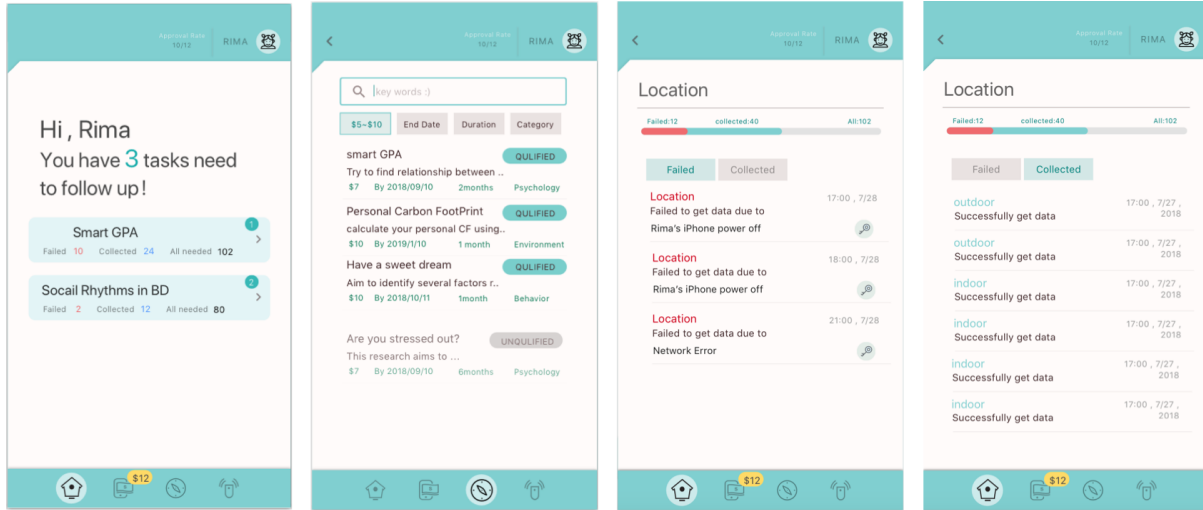 Approval Rate
10/12
RIMA
Hi , Rima
You have 3 tasks need
to follow up !
1
Smart GPA
Failed 10 Collected 24 All needed 102
2
Socail Rhythms in BD
Failed 2 Collected 12 All needed 80
$12
Approval Rate
10/12
RIMA
key words :)
$5~$10 End Date Duration Category
smart GPA QULIFIED
Try to find relationship between ..
$7 By 2018/09/10 2months Psychology
Personal Carbon FootPrint QULIFIED
calculate your personal CF using..
$10 By 2019/1/10 1 month Environment
Have a sweet dream QULIFIED
Aim to identify several factors r..
$10 By 2018/10/11 1month Behavior
Are you stressed out? UNQULIFIED
This research aims to ...
$7 By 2018/09/10 6months Psychology
Approval Rate
10/12
RIMA
Location
Failed:12 collected:40 All:102
Failed Collected
Location 17:00 , 7/28
Failed to get data due to
Rima's iPhone power off
Location 18:00 , 7/28
Failed to get data due to
Rima's iPhone power off
Location 21:00 , 7/28
Failed to get data due to
Network Error
$12
Approval Rate
10/12
RIMA
Location
Failed:12 collected:40 All:102
Failed Collected
outdoor 17:00 , 7/27 ,
Successfully get data 2018
outdoor 17:00 , 7/27 ,
Successfully get data 2018
indoor 17:00 , 7/27 ,
Successfully get data 2018
indoor 17:00 , 7/27 ,
Successfully get data 2018
indoor 17:00 , 7/27 ,
Successfully get data 2018
indoor 17:00 , 7/27 ,
Successfully get data 2018
$12